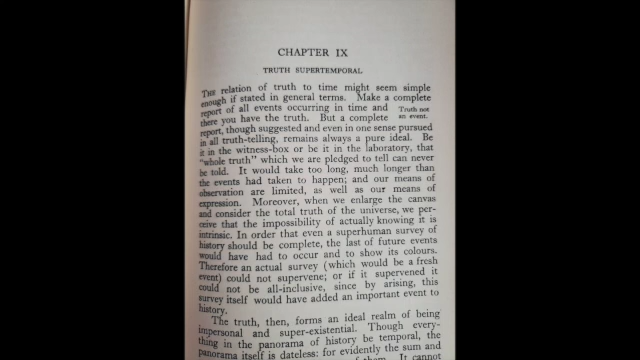 CHAPTER IX
TRUTH SUPERTEMPORAL
THE relation of truth to time might seem simple
enough if stated in general terms. Make a complete
report of all events occurring in time and
there you have the truth. But a complete
Truth not
an event.
report, though suggested and even in one sense pursued
in all truth-telling, remains always a pure ideal. Be
it in the witness-box or be it in the laboratory, that
"whole truth" which we are pledged to tell can never
be told. It would take too long, much longer than
the events had taken to happen; and our means of
observation are limited, as well as our means of
expression. Moreover, when we enlarge the canvas
and consider the total truth of the universe, we per-
ceive that the impossibility of actually knowing it is
intrinsic. In order that even a superhuman survey of
history should be complete, the last of future events
would have had to occur and to show its colours.
Therefore an actual survey (which would be a fresh
event) could not supervene; or if it supervened it
could not be all-inclusive, since by arising, this
survey itself would have added an important event to
history.
The truth, then, forms an ideal realm of being
impersonal and super-existential. Though every-
thing in the panorama of history be temporal, the
panorama itself is dateless: for evidently the sum and
of them. It cannot